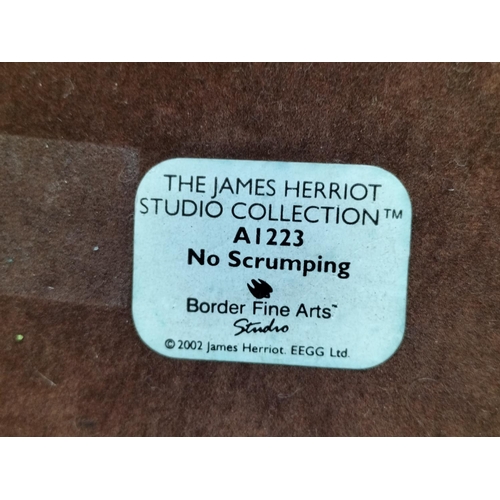 THE JAMES HERRIOT
STUDIO COLLECTION™
A1223
No Scrumping
Border Fine Arts™
Studio
© 2002 James Herriot. EEGG Ltd.